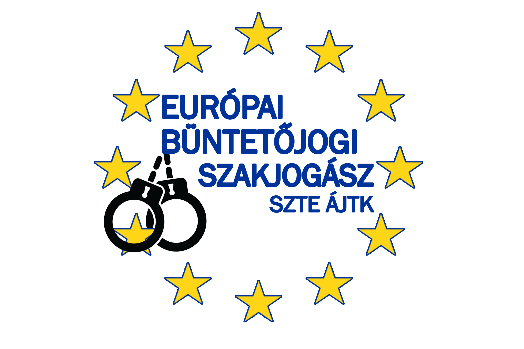 EURÓPAI
BÜNTETŐJOGI
SZAKJOGÁSZ
SZTE ÁJTK